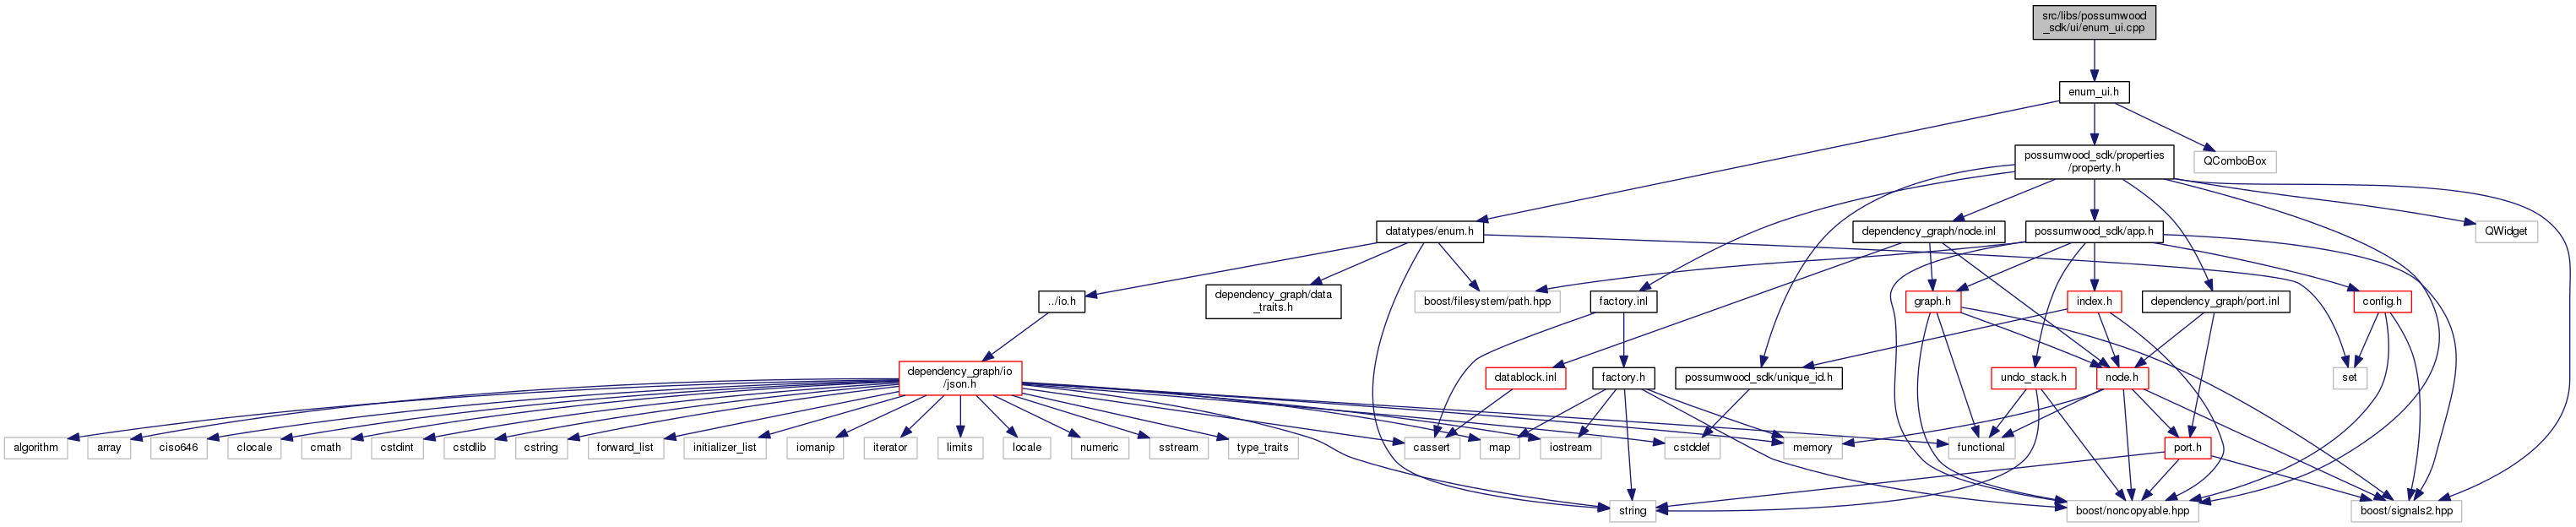 src/libs/possumwood
_sdk/ui/enum_ui.cpp
enum_ui.h
possumwood_sdk/properties
/property.h
QComboBox
datatypes/enum.h
dependency_graph/node.inl
possumwood_sdk/app.h
QWidget
../io.h
dependency_graph/data
_traits.h
boost/filesystem/path.hpp
factory.inl
graph.h
index.h
dependency_graph/port.inl
config.h
dependency_graph/io
/json.h
datablock.inl
factory.h
possumwood_sdk/unique_id.h
undo_stack.h
node.h
set
algorithm
array
ciso646
clocale
cmath
cstdint
cstdlib
cstring
forward_list
initializer_list
iomanip
iterator
limits
locale
numeric
sstream
type_traits
cassert
map
iostream
cstddef
memory
functional
port.h
string
boost/noncopyable.hpp
boost/signals2.hpp